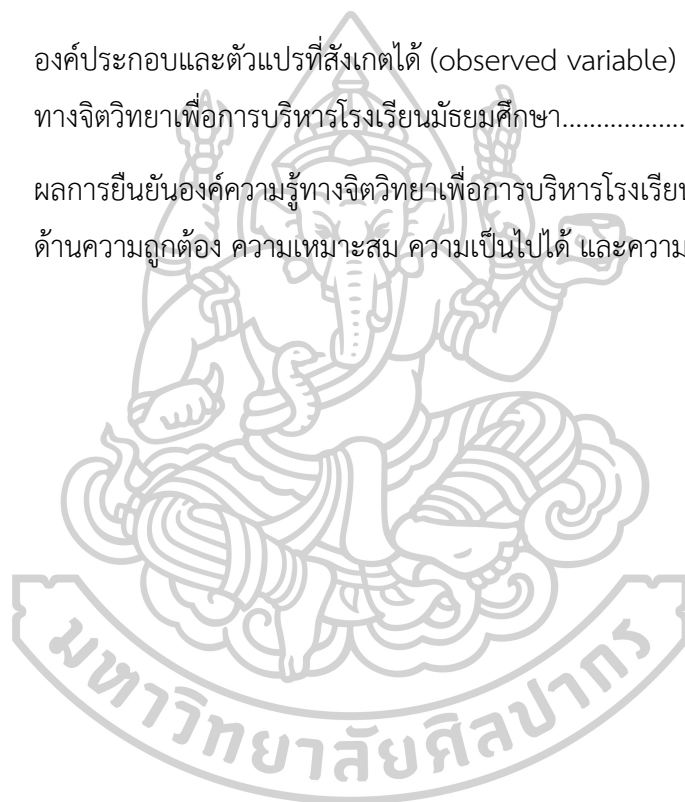 องค์ประกอบและตัวแปรที่สังเกตได้ (observed variable)
ทางจิตวิทยาเพื่อการบริหารโรงเรียนมัธยมศึกษา..................
ผลการยืนยันองค์ความรู้ทางจิตวิทยาเพื่อการบริหารโรงเรียน
ด้านความถูกต้อง ความเหมาะสม ความเป็นไปได้ และความ
มหาวิทยาลัยศิลปากร